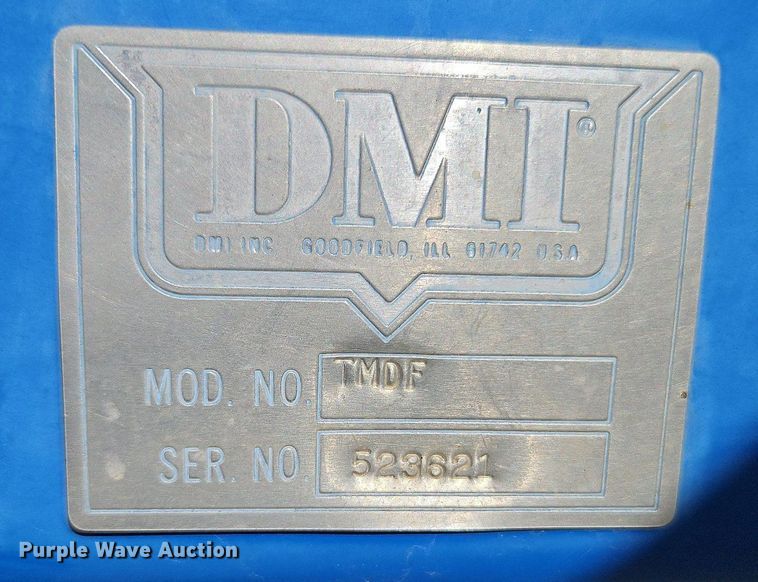 DMI®
DMI INC. GOODFIELD, ILL 61742 U.S.A
MOD. NO. TMDF
SER. NO. 523621
Purple Wave Auction